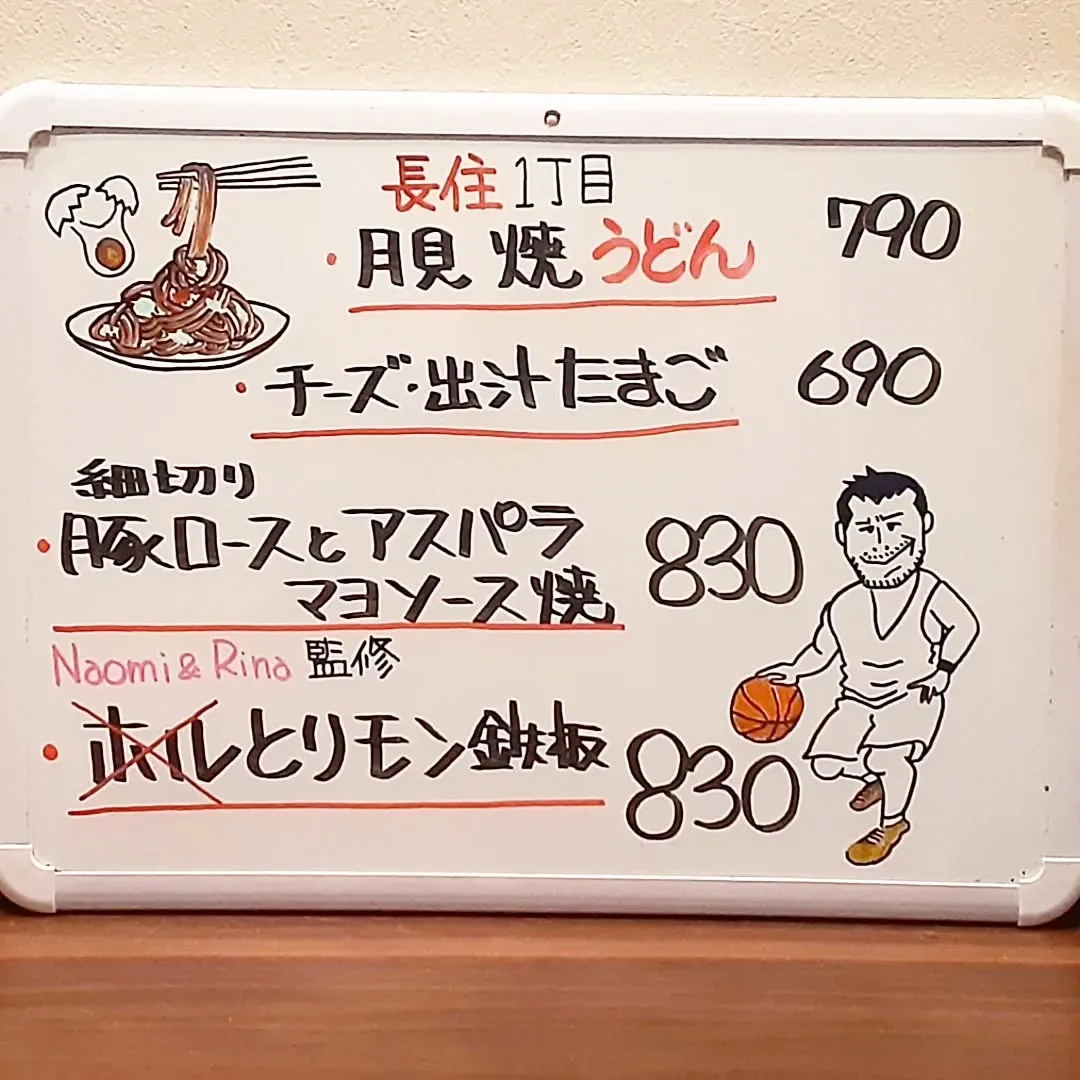 長住1丁目
・月見焼うどん 790
・チーズ・出汁たまご 690
細切り
・豚ロースとアスパラ
マヨソース焼 830
Naomi & Rina 監修
・ホルとりモン鉄板 830